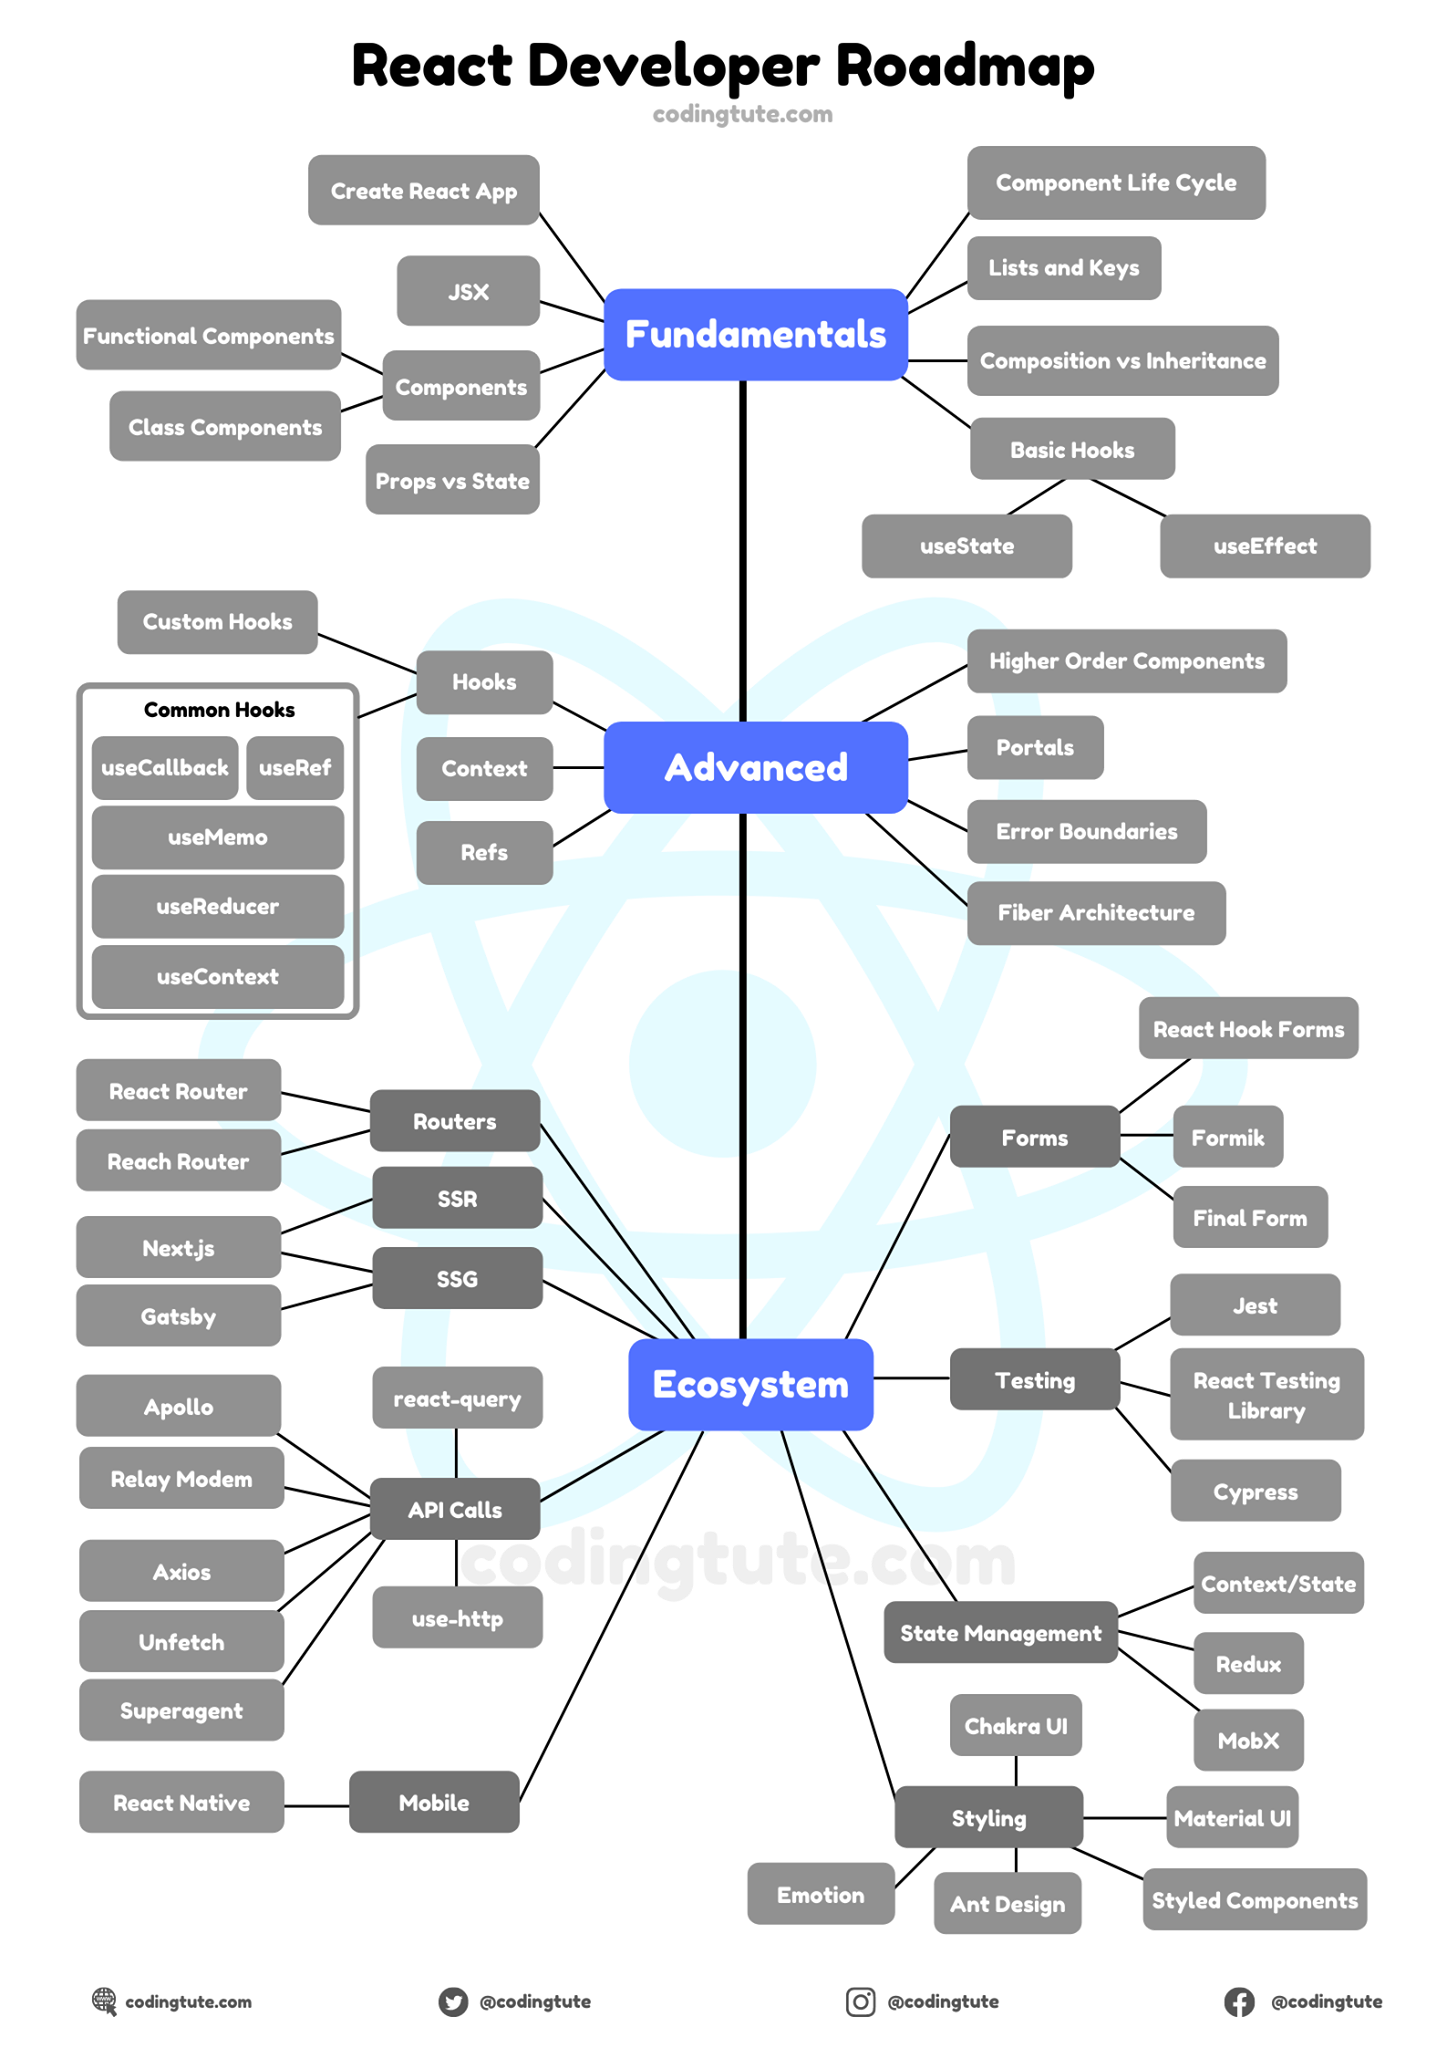 React Developer Roadmap
codingtute.com
Create React App
JSX
Functional Components
Components
Class Components
Props vs State
Fundamentals
Component Life Cycle
Lists and Keys
Composition vs Inheritance
Basic Hooks
useState
useEffect
Custom Hooks
Hooks
Common Hooks
useCallback
useRef
useMemo
useReducer
useContext
Context
Refs
Advanced
Higher Order Components
Portals
Error Boundaries
Fiber Architecture
React Router
Routers
Reach Router
SSR
Next.js
SSG
Gatsby
Ecosystem
React Hook Forms
Forms
Formik
Final Form
Jest
Testing
React Testing
Library
Cypress
Apollo
react-query
Relay Modem
API Calls
Axios
Unfetch
use-http
Superagent
codingtute.com
React Native
Mobile
Context/State
State Management
Redux
MobX
Chakra UI
Styling
Material UI
Emotion
Ant Design
Styled Components
codingtute.com
@codingtute
@codingtute
@codingtute